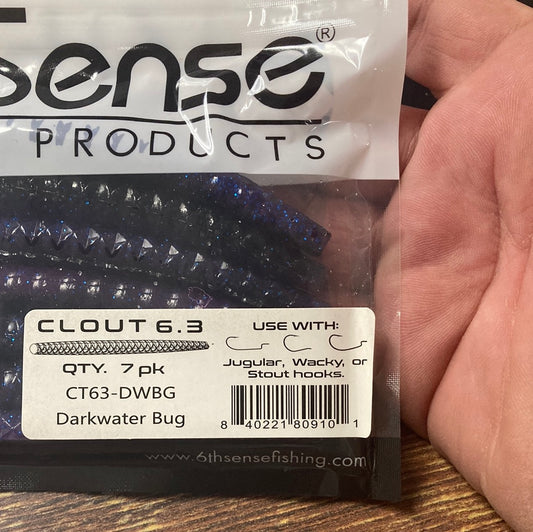 sense®
PRODUCTS
CLOUT 6.3
QTY. 7 pk
CT63-DWBG
Darkwater Bug
USE WITH:
Jugular, Wacky, or
Stout hooks.
8 40221 80910 1
www.6thsensefishing.com